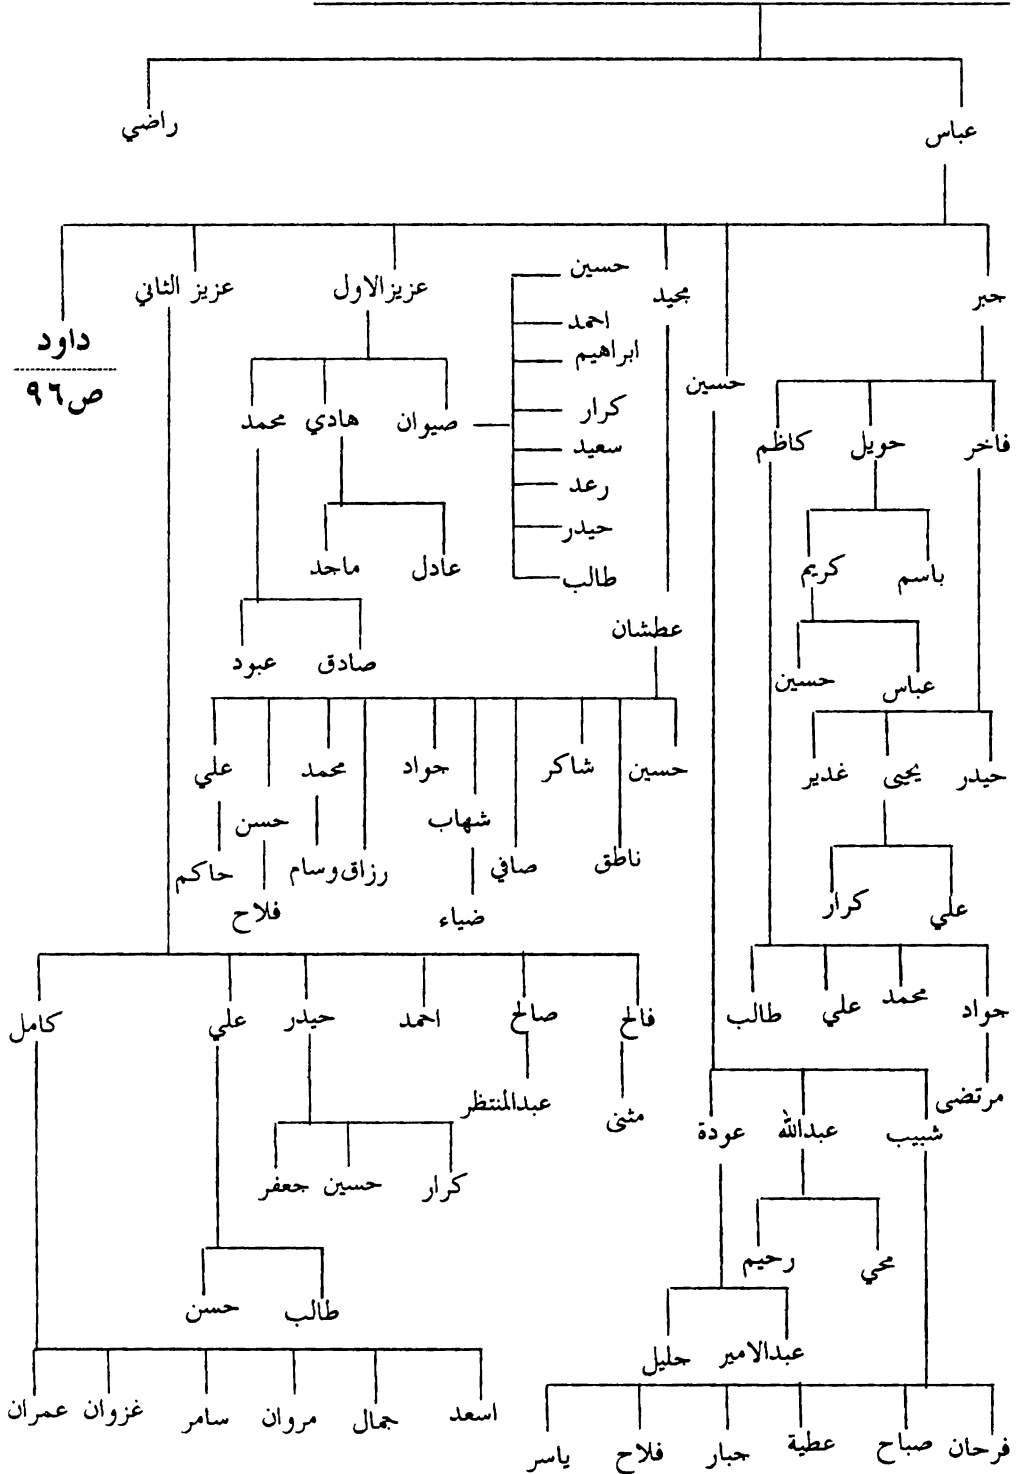 عباس راضي
جبر حسين مجيد عزيز الاول عزيز الثاني داود
ص٩٦
فاخر حويل كاظم
صيوان هادي محمد
حسين
احمد
ابراهيم
كرار
سعيد
رعد
حيدر
طالب
باسم كريم
عادل ماجد
عباس حسين
صادق عبود
عطشان
حيدر يحيى غدير
حسين ناطق شاكر صافي شهاب جواد رزاق محمد حسن علي
ضياء وسام فلاح حاكم
علي كرار
جواد محمد علي طالب
مرتضى
فالح صالح احمد حيدر علي كامل
مثنى عبدالمنتظر
شبيب عبدالله عودة
كرار حسين جعفر
محي رحيم
طالب حسن
عبدالامير جليل
اسعد جمال مروان سامر غزوان عمران
فرحان صباح عطية جبار فلاح ياسر